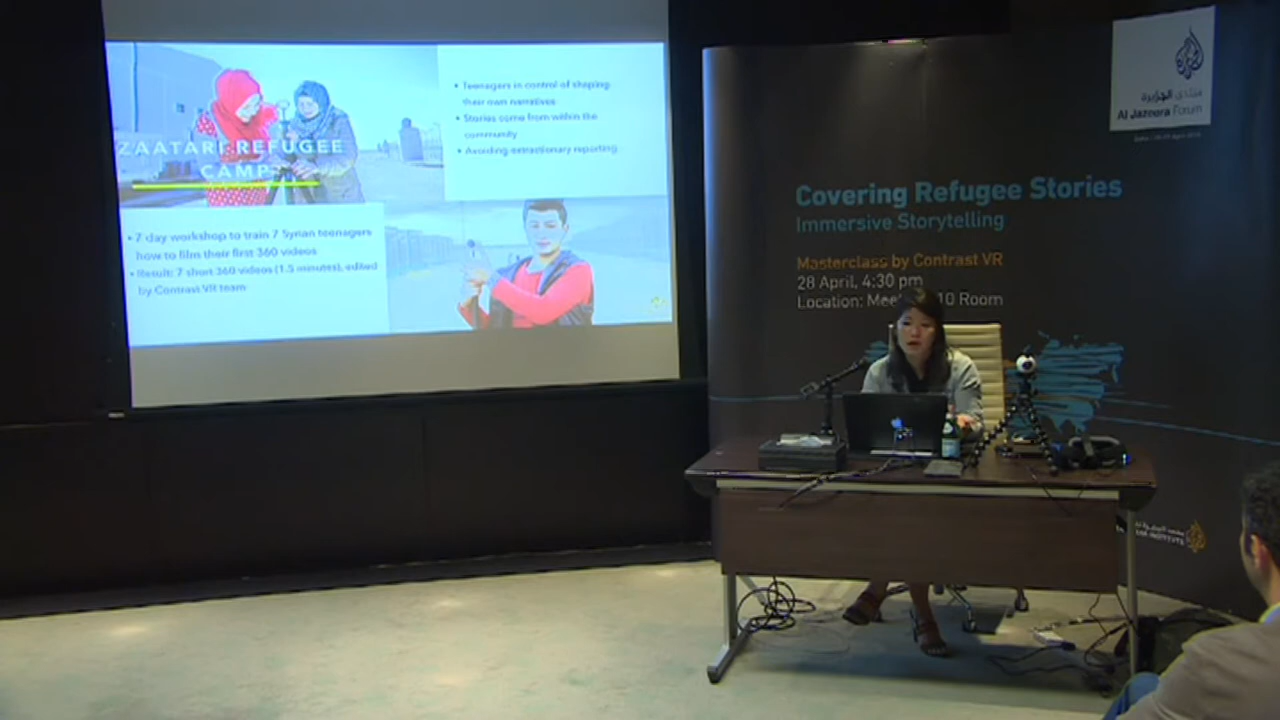 ZAATARI REFUGEE
CAMP
• Teenagers in control of shaping
their own narratives
• Stories come from within the
community
• Avoiding extractionary reporting
• 7 day workshop to train 7 Syrian teenagers
how to film their first 360 videos
• Result: 7 short 360 videos (1.5 minutes), edited
by Contrast VR team
منتدى الجزيرة
Al Jazeera Forum
Covering Refugee Stories
Immersive Storytelling
Masterclass by Contrast VR
28 April, 4:30 pm
Location: 10 Room
INSTITUTE